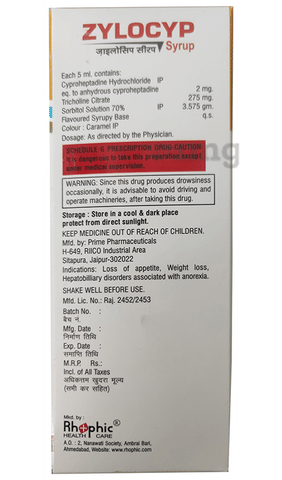 ZYLOCYP
ज़ाइलोसिप सीरप Syrup
Each 5 ml. contains:
Cyproheptadine Hydrochloride IP
eq. to anhydrous cyproheptadine 2 mg.
Tricholine Citrate 275 mg.
Sorbitol Solution 70% IP 3.575 gm.
Flavoured Syrupy Base q.s.
Colour : Caramel IP
Dosage: As directed by the Physician.
SCHEDULE G PRESCRIPTION DRUG-CAUTION
It is dangerous to take this preparation except
under medical supervision.
WARNING: Since this drug produces drowsiness
occasionally, it is advisable to avoid driving and
operate machineries, after taking this drug.
Storage : Store in a cool & dark place
protect from direct sunlight.
KEEP MEDICINE OUT OF REACH OF CHILDREN.
Mfd. by: Prime Pharmaceuticals
H-649, RIICO Industrial Area
Sitapura, Jaipur-302022
Indications: Loss of appetite, Weight loss,
Hepatobilliary disorders associated with anorexia.
SHAKE WELL BEFORE USE.
Mfd. Lic. No.: Raj. 2452/2453
Batch No :
बैच नं.
Mfg. Date :
निर्माण तिथि
Exp. Date :
समाप्ति तिथि
M.R.P. Rs.:
Incl. of All Taxes
अधिकतम खुदरा मूल्य
(सभी कर सहित)
Mkd. by :
Rhophic®
HEALTH CARE
A : 2, Nanawati Society, Ambrai Bari,
Ahmedabad, Website: www.rhophic.com